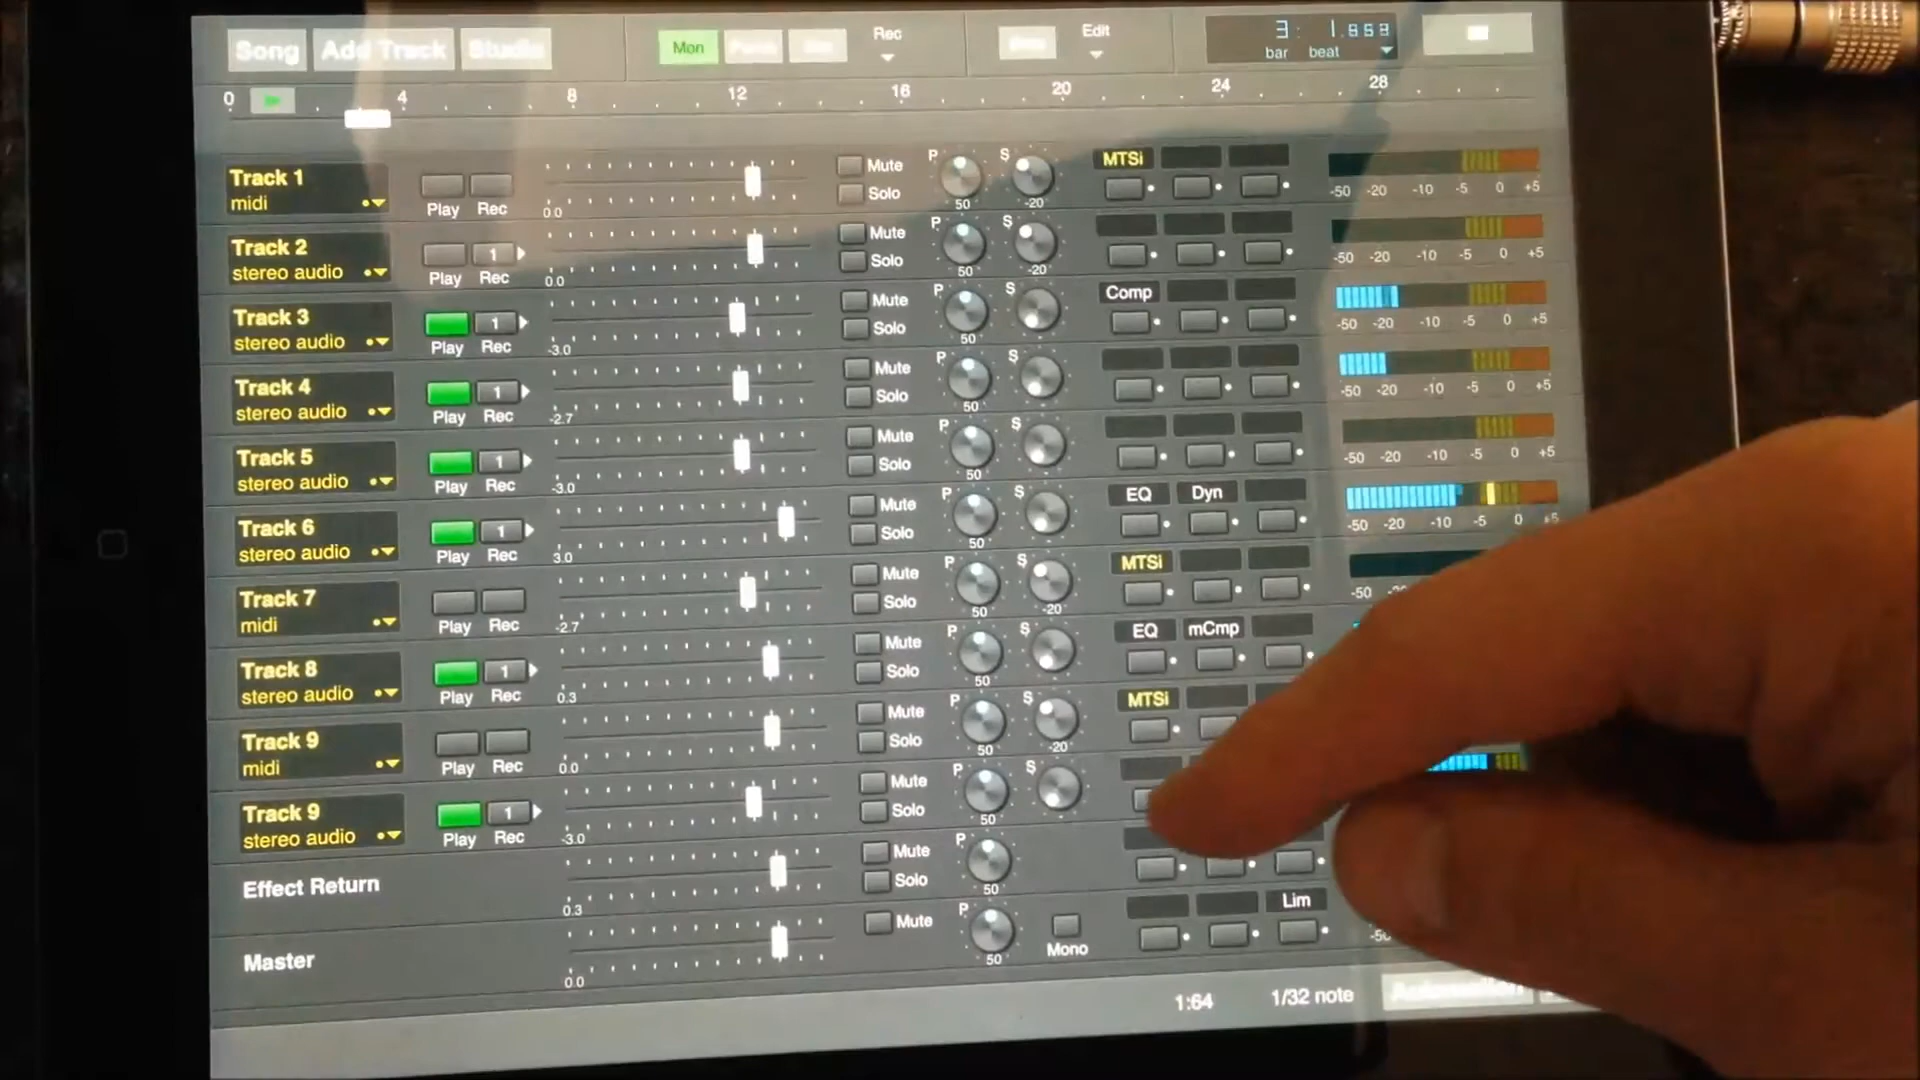 Song Add Track Studio Mon Rec Edit 3: 1.858
bar beat
0 4 8 12 16 20 24 28
Track 1 Mute P S MTSi
midi Play Rec 0.0 Solo 50 -20 -50 -20 -10 -5 0 +5
Track 2 Mute P S
stereo audio 1 Play Rec 0.0 Solo 50 -20 -50 -20 -10 -5 0 +5
Track 3 Mute P S Comp
stereo audio 1 Play Rec -3.0 Solo 50 -50 -20 -10 -5 0 +5
Track 4 Mute P S
stereo audio 1 Play Rec -2.7 Solo 50 -50 -20 -10 -5 0 +5
Track 5 Mute P S
stereo audio 1 Play Rec -3.0 Solo 50 -50 -20 -10 -5 0 +5
Track 6 Mute P S EQ Dyn
stereo audio 1 Play Rec 3.0 Solo 50 -50 -20 -10 -5 0 +5
Track 7 Mute P S MTSi
midi Play Rec -2.7 Solo 50 -20 -50
Track 8 Mute P S EQ mCmp
stereo audio 1 Play Rec 0.3 Solo 50
Track 9 Mute P S MTSi
midi Play Rec 0.0 Solo 50 -20
Track 9 Mute P S
stereo audio 1 Play Rec -3.0 Solo 50
Effect Return 0.3 Mute Solo P 50
Master 0.0 Mute P 50 Mono Lim
1:64 1/32 note Automation